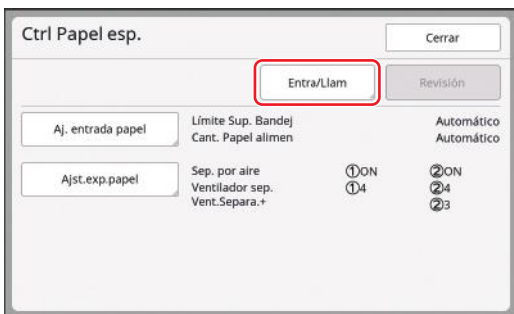 Ctrl Papel esp.
Cerrar
Entra/Llam
Revisión
Aj. entrada papel
Límite Sup. Bandej Automático
Cant. Papel alimen Automático
Ajst.exp.papel
Sep. por aire ①ON ②ON
Ventilador sep. ①4 ②4
Vent.Separa.+ ②3